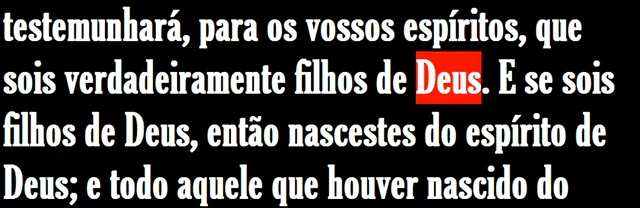 testemunhará, para os vossos espíritos, que
sois verdadeiramente filhos de Deus. E se sois
filhos de Deus, então nascestes do espírito de
Deus; e todo aquele que houver nascido do